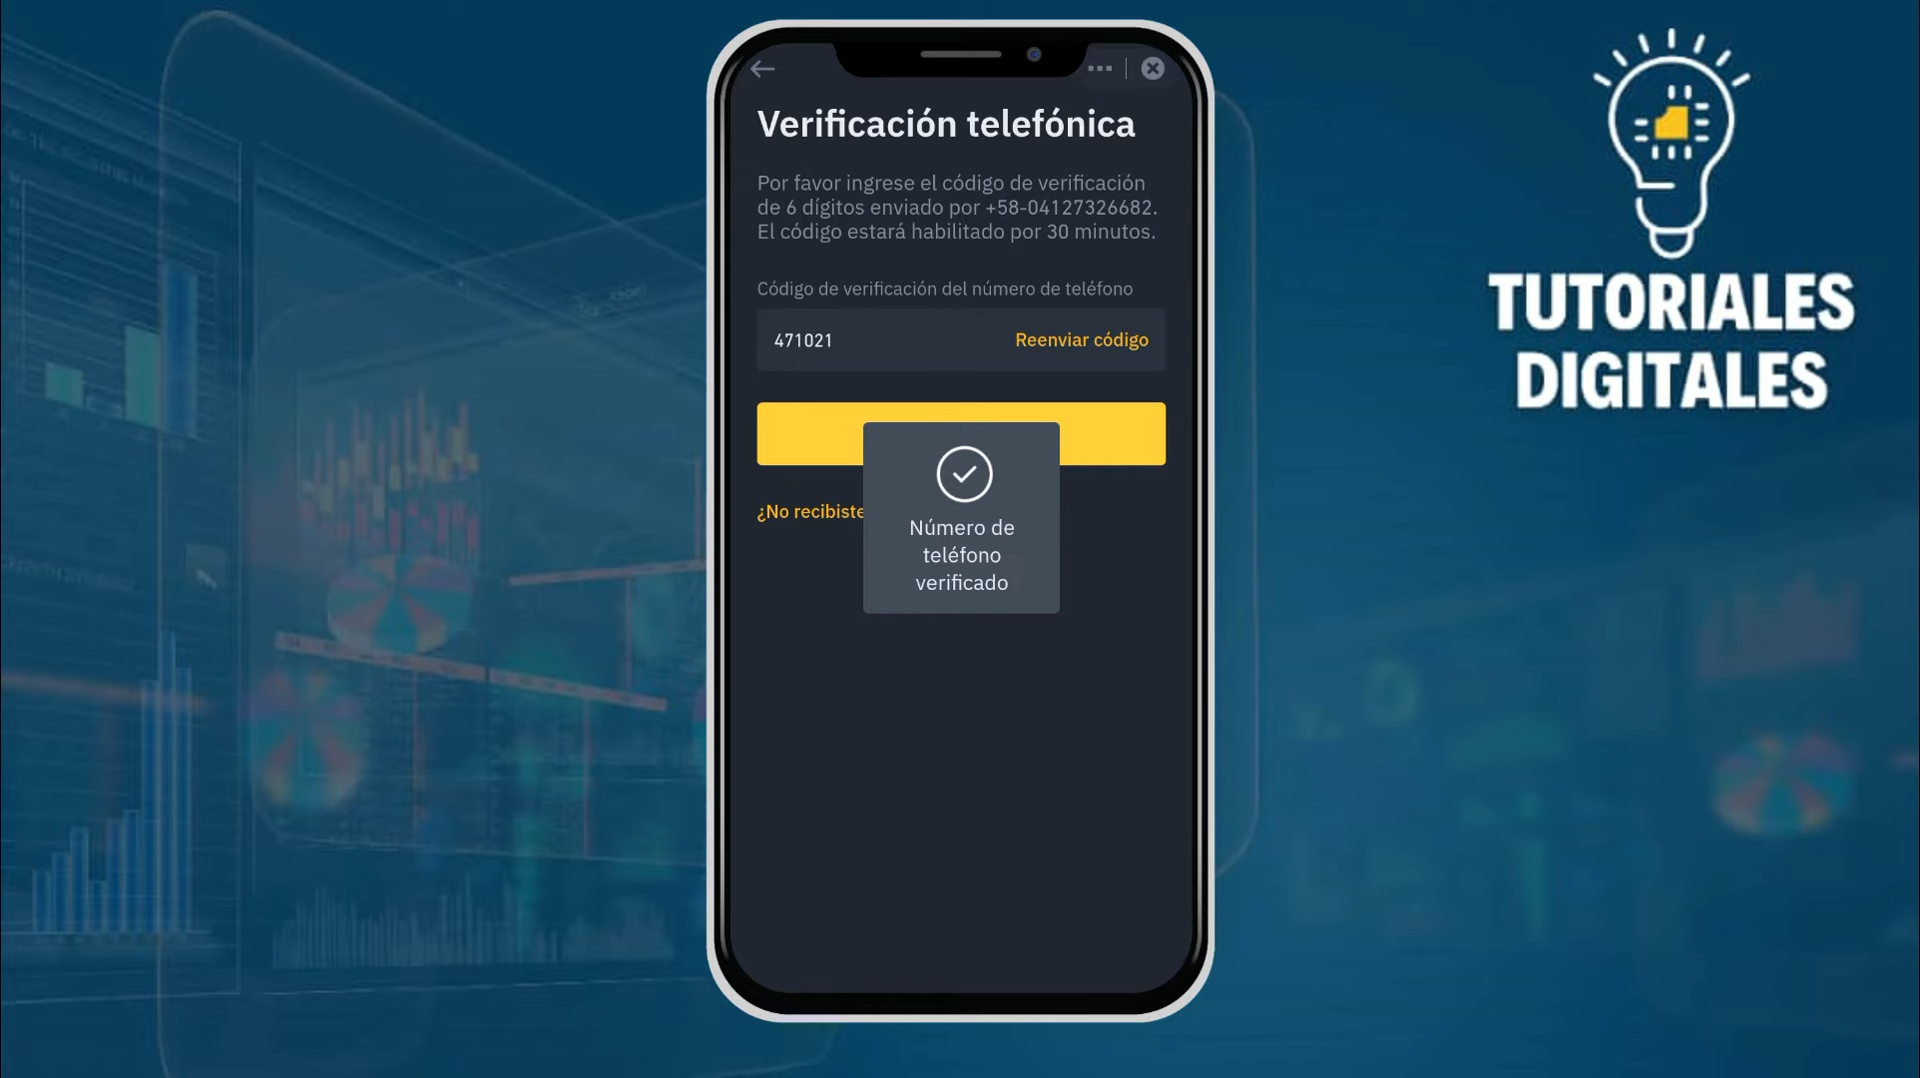 Verificación telefónica
Por favor ingrese el código de verificación
de 6 dígitos enviado por +58-04127326682.
El código estará habilitado por 30 minutos.
Código de verificación del número de teléfono
471021
Reenviar código
¿No recibiste
Número de
teléfono
verificado
TUTORIALES
DIGITALES